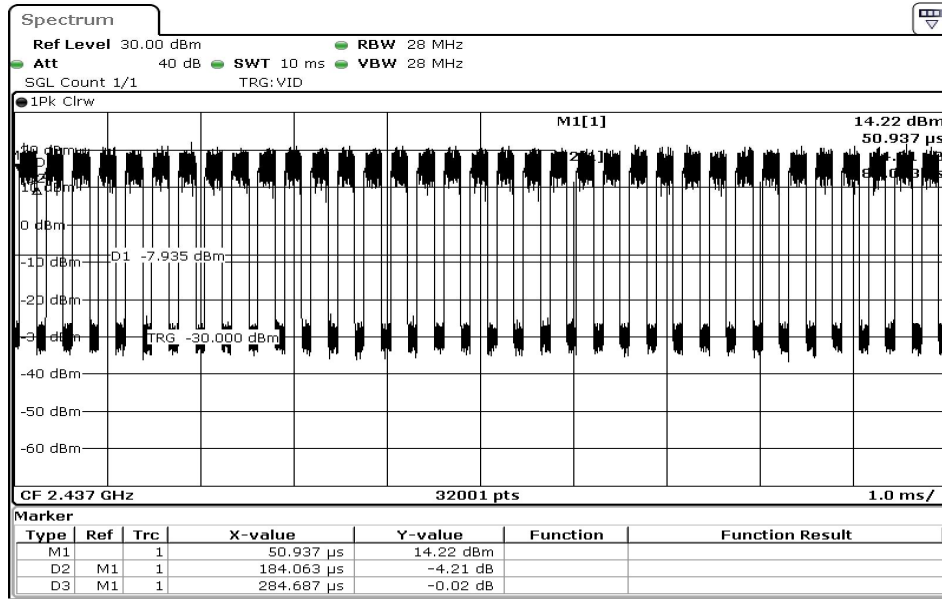 Spectrum
Ref Level 30.00 dBm RBW 28 MHz
Att 40 dB SWT 10 ms VBW 28 MHz
SGL Count 1/1 TRG:VID
1Pk Clrw
M1[1] 14.22 dBm
50.937 µs
0 dBm
D1 -7.935 dBm
-10 dBm
-20 dBm
TRG -30.000 dBm
-40 dBm
-50 dBm
-60 dBm
CF 2.437 GHz 32001 pts 1.0 ms/
Marker
Type Ref Trc X-value Y-value Function Function Result
M1 1 50.937 µs 14.22 dBm
D2 M1 1 184.063 µs -4.21 dB
D3 M1 1 284.687 µs -0.02 dB